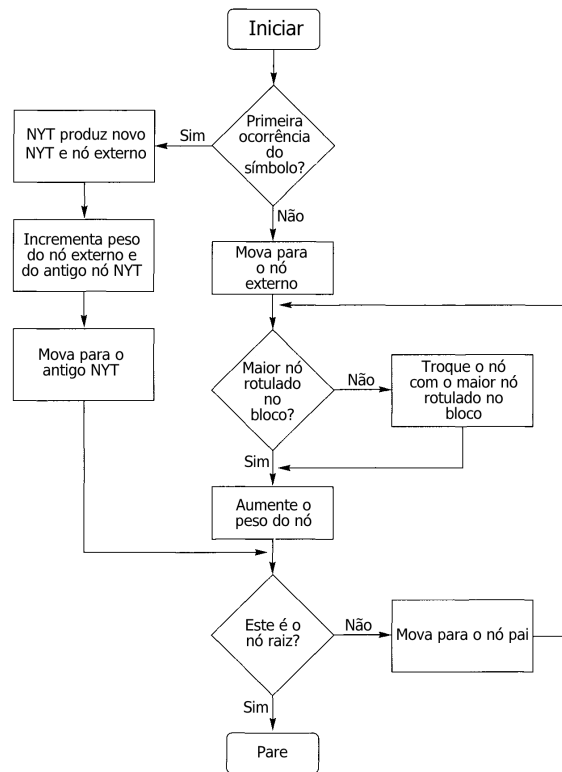 Iniciar
Primeira
ocorrência
do
símbolo?
Sim
NYT produz novo
NYT e nó externo
Incrementa peso
do nó externo e
do antigo nó NYT
Mova para o
antigo NYT
Não
Mova para
o nó
externo
Maior nó
rotulado
no
bloco?
Não
Troque o nó
com o maior nó
rotulado no
bloco
Sim
Aumente o
peso do nó
Este é o
nó raiz?
Não
Mova para o nó pai
Sim
Pare